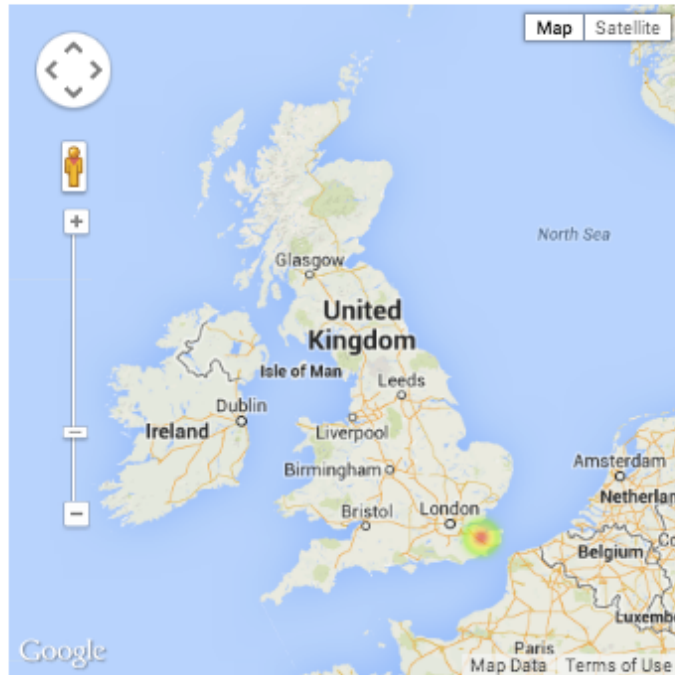 Map Satellite
North Sea
Glasgow
United
Kingdom
Isle of Man
Leeds
Dublin
Ireland
Liverpool
Birmingham
Amsterdam
Netherlan
Bristol
London
Belgium
Co
Luxemb
Google
Paris
Map Data Terms of Use